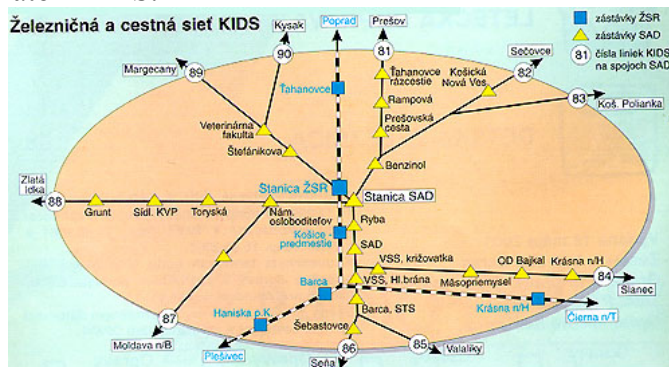 Železničná a cestná sieť KIDS
zástávky ŽSR
zástávky SAD
81
čísla liniek KIDS
na spojoch SAD
Poprad
Prešov
Kysak
90
81
Sečovce
82
Margecany
89
Ťahanovce
Ťahanovce
rázcestie
Košická
Nová Ves
83
Koš. Polianka
Rampová
Prešovská
cesta
Veterinárna
fakulta
Štefánikova
Benzinol
Zlatá
Idka
88
Stanica ŽSR
Stanica SAD
Grunt
Sídl. KVP
Toryská
Nám.
osloboditeľov
Ryba
Košice -
predmestie
SAD
VSS, križovatka
OD Bajkal
Krásna n/H
84
VSS, Hl.brána
Mäsopriemysel
Slanec
Barca
Haniska p.K.
Barca, STS
Krásna n/H
Čierna n/T
87
Šebastovce
Moldava n/B
Plešivec
86
85
Seňa
Valaliky